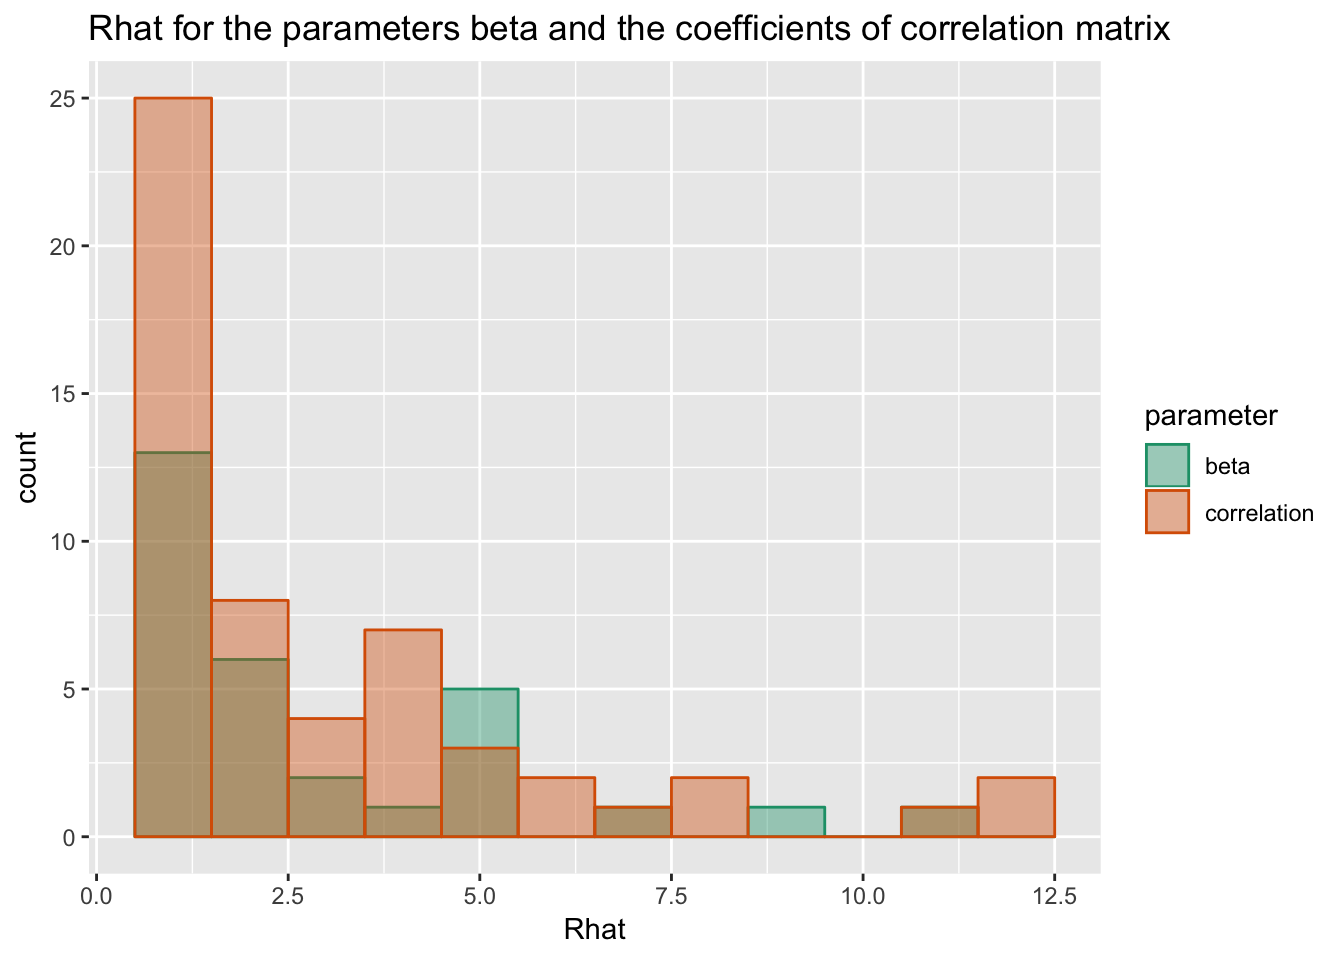 Rhat for the parameters beta and the coefficients of correlation matrix
25
20
15
10
5
0
count
0.0 2.5 5.0 7.5 10.0 12.5
Rhat
parameter
beta
correlation